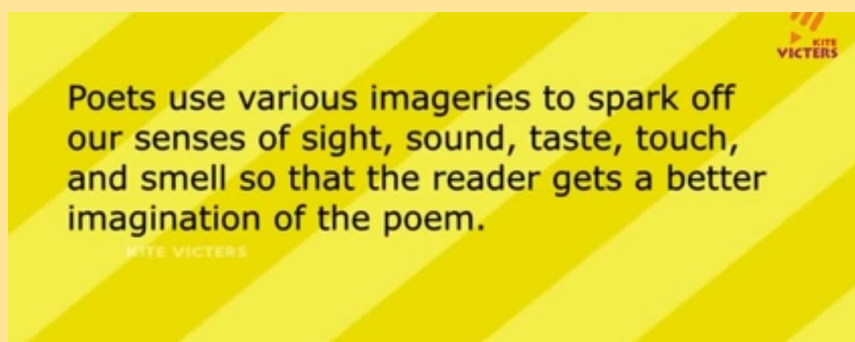 KITE
VICTERS
Poets use various imageries to spark off
our senses of sight, sound, taste, touch,
and smell so that the reader gets a better
imagination of the poem.
KITE VICTERS